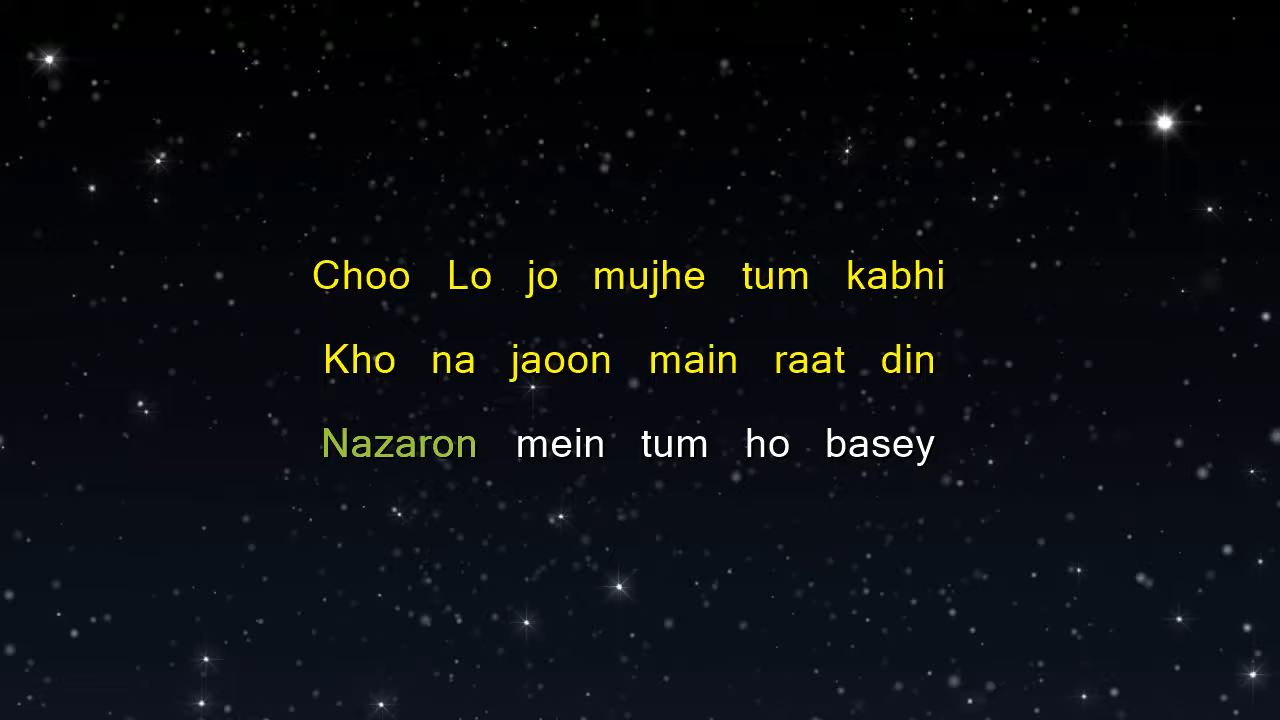 Choo Lo jo mujhe tum kabhi
Kho na jaoon main raat din
Nazaron mein tum ho basey